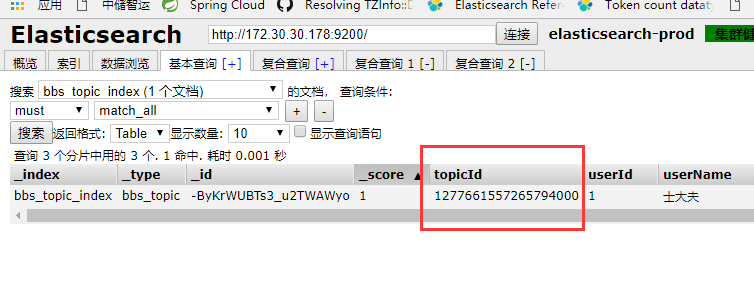 应用 中储智运 Spring Cloud Resolving TZInfo::D Elasticsearch Refere Token count dataty
Elasticsearch http://172.30.30.178:9200/ 连接 elasticsearch-prod 集群健
概览 索引 数据浏览 基本查询 [+] 复合查询 [+] 复合查询 1 [-] 复合查询 2 [-]
搜索 bbs_topic_index (1 个文档) 的文档， 查询条件:
must match_all + -
搜索 返回格式: Table 显示数量: 10 显示查询语句
查询 3 个分片中用的 3 个. 1 命中. 耗时 0.001 秒
_index _type _id _score ▲ topicId userId userName
bbs_topic_index bbs_topic -ByKrWUBTs3_u2TWAWyo 1 1277661557265794000 1 士大夫